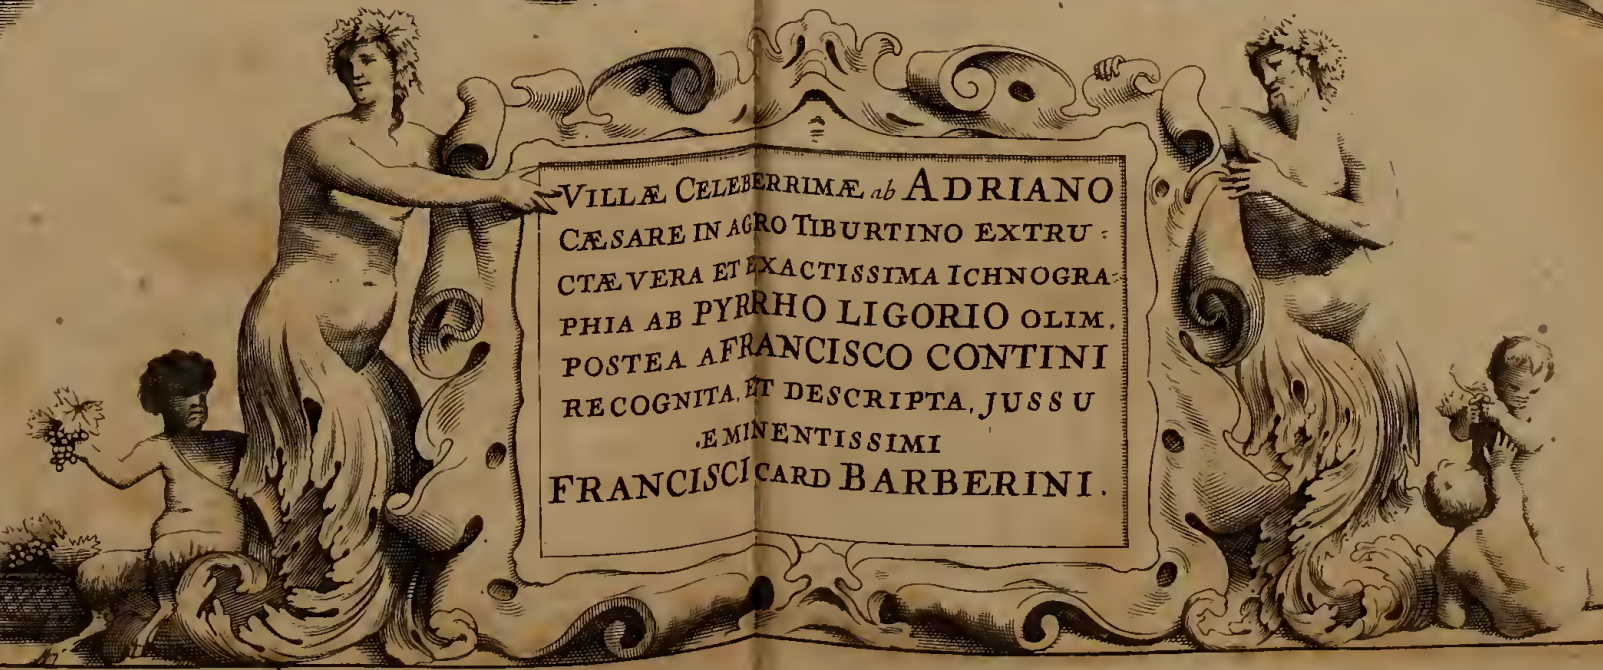 VILLÆ CELEBERRIMÆ ab ADRIANO
CÆSARE IN AGRO TIBURTINO EXTRU:
CTÆ VERA ET EXACTISSIMA ICHNOGRA:
PHIA AB PYRRHO LIGORIO OLIM.
POSTEA A FRANCISCO CONTINI
RECOGNITA, ET DESCRIPTA, JUSSU
.EMINENTISSIMI
FRANCISCI CARD BARBERINI.